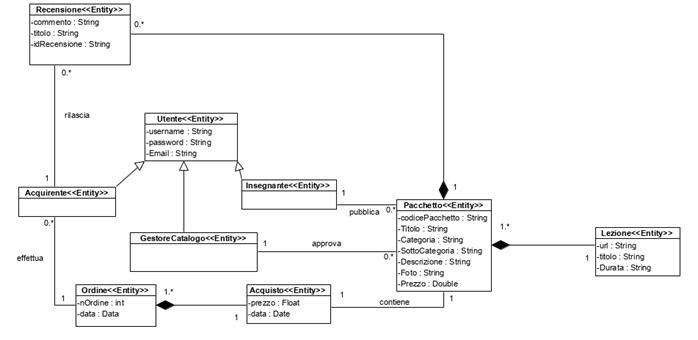 Recensione<<Entity>>
-commento : String
-titolo : String
-idRecensione : String
0.*
0.*
rilascia
Utente<<Entity>>
-username : String
-password : String
-Email : String
1
Acquirente<<Entity>>
Insegnante<<Entity>>
1
pubblica
0.*
1
Pacchetto<<Entity>>
-codicePacchetto : String
-Titolo : String
-Categoria : String
-SottoCategoria : String
-Descrizione : String
-Foto : String
-Prezzo : Double
0.*
effettua
GestoreCatalogo<<Entity>>
1
approva
0.*
1.*
1
Lezione<<Entity>>
-url : String
-titolo : String
-Durata : String
1
Ordine<<Entity>>
-nOrdine : int
-data : Data
1.*
1
Acquisto<<Entity>>
-prezzo : Float
-data : Date
1
contiene
1